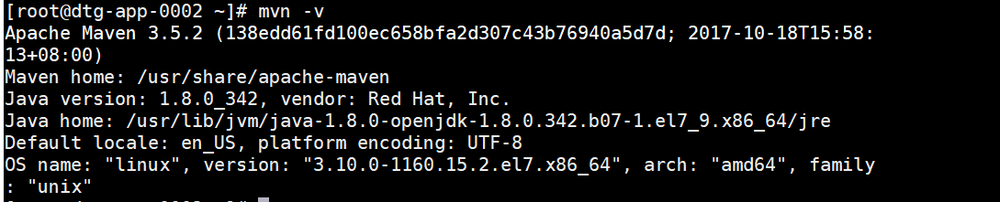 [root@dtg-app-0002 ~]# mvn -v
Apache Maven 3.5.2 (138edd61fd100ec658bfa2d307c43b76940a5d7d; 2017-10-18T15:58:
13+08:00)
Maven home: /usr/share/apache-maven
Java version: 1.8.0_342, vendor: Red Hat, Inc.
Java home: /usr/lib/jvm/java-1.8.0-openjdk-1.8.0.342.b07-1.el7_9.x86_64/jre
Default locale: en_US, platform encoding: UTF-8
OS name: "linux", version: "3.10.0-1160.15.2.el7.x86_64", arch: "amd64", family
: "unix"